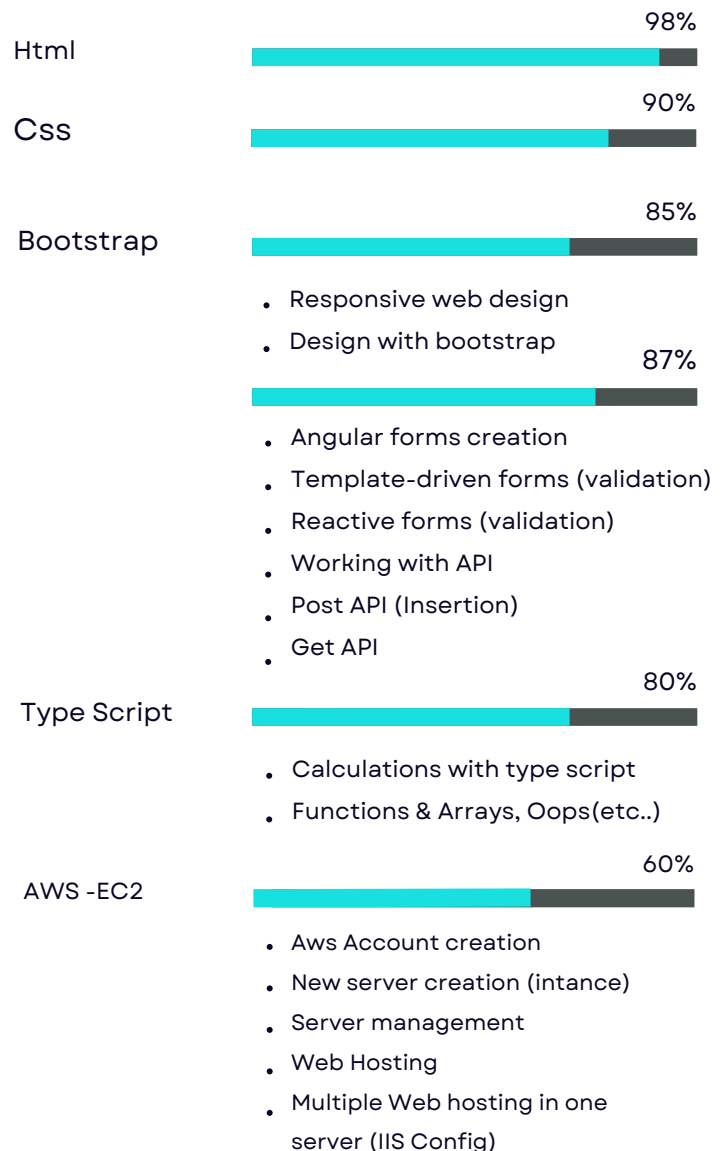 98%
Html
90%
Css
85%
Bootstrap
• Responsive web design
• Design with bootstrap
87%
• Angular forms creation
• Template-driven forms (validation)
• Reactive forms (validation)
• Working with API
• Post API (Insertion)
• Get API
80%
Type Script
• Calculations with type script
• Functions & Arrays, Oops(etc..)
60%
AWS -EC2
• Aws Account creation
• New server creation (intance)
• Server management
• Web Hosting
• Multiple Web hosting in one
server (IIS Config)